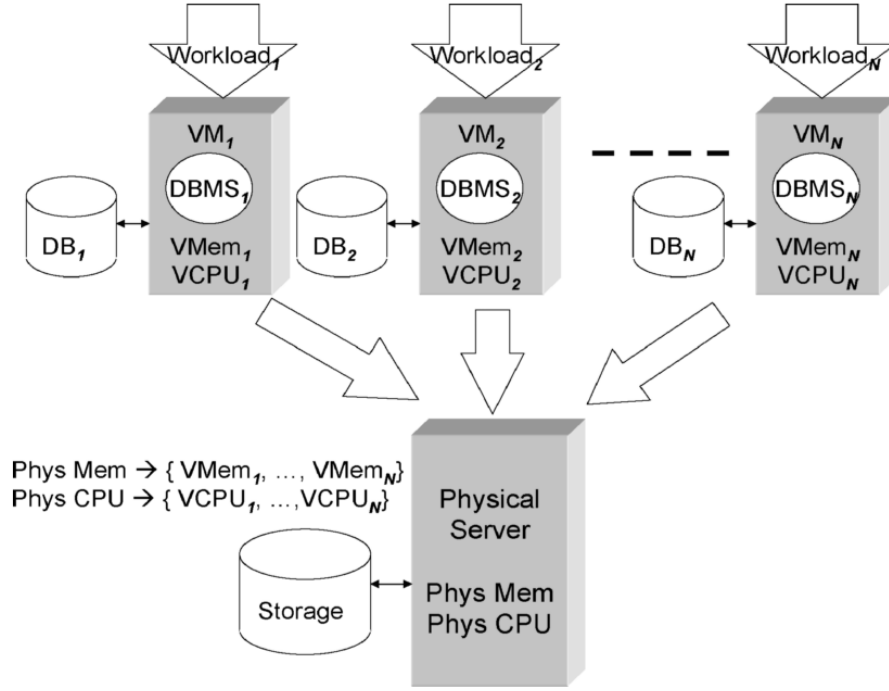 Workload1
Workload2
WorkloadN
VM1
VM2
VMN
DBMS1
DBMS2
DBMSN
DB1
DB2
DBN
VMem1
VMem2
VMemN
VCPU1
VCPU2
VCPUN
Phys Mem → { VMem1, ..., VMemN}
Phys CPU → { VCPU1, ...,VCPUN}
Physical
Server
Phys Mem
Phys CPU
Storage